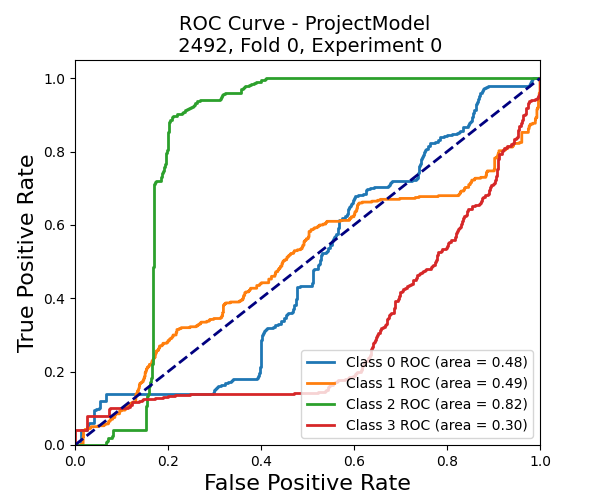 ROC Curve - ProjectModel
2492, Fold 0, Experiment 0
True Positive Rate
1.0
0.8
0.6
0.4
0.2
0.0
Class 0 ROC (area = 0.48)
Class 1 ROC (area = 0.49)
Class 2 ROC (area = 0.82)
Class 3 ROC (area = 0.30)
0.0 0.2 0.4 0.6 0.8 1.0
False Positive Rate